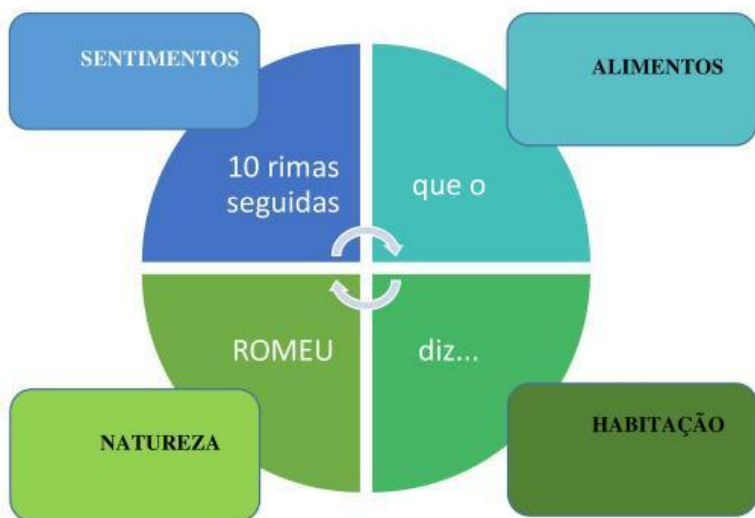 SENTIMENTOS
ALIMENTOS
10 rimas
seguidas
que o
ROMEU
diz...
NATUREZA
HABITAÇÃO